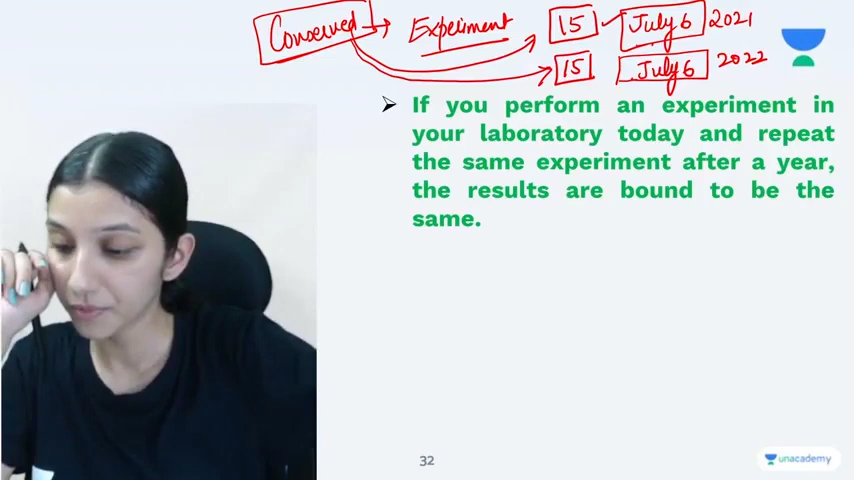 Conserved → Experiment 15 July 6 2021
15 July 6 2022
➤ If you perform an experiment in
your laboratory today and repeat
the same experiment after a year,
the results are bound to be the
same.
32
unacademy